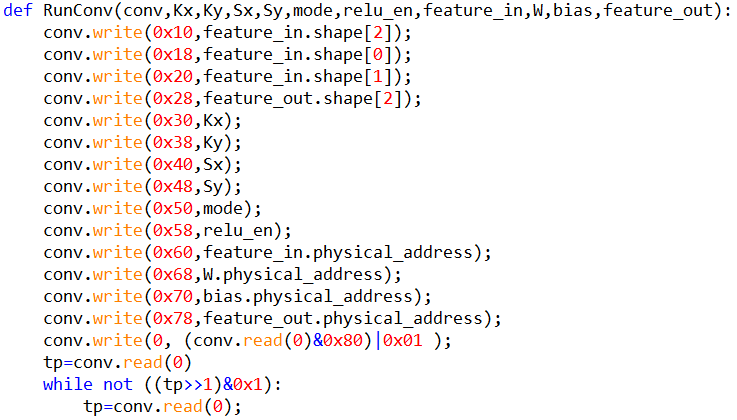 def RunConv(conv,Kx,Ky,Sx,Sy,mode,relu_en,feature_in,W,bias,feature_out):
    conv.write(0x10,feature_in.shape[2]);
    conv.write(0x18,feature_in.shape[0]);
    conv.write(0x20,feature_in.shape[1]);
    conv.write(0x28,feature_out.shape[2]);
    conv.write(0x30,Kx);
    conv.write(0x38,Ky);
    conv.write(0x40,Sx);
    conv.write(0x48,Sy);
    conv.write(0x50,mode);
    conv.write(0x58,relu_en);
    conv.write(0x60,feature_in.physical_address);
    conv.write(0x68,W.physical_address);
    conv.write(0x70,bias.physical_address);
    conv.write(0x78,feature_out.physical_address);
    conv.write(0, (conv.read(0)&0x80)|0x01 );
    tp=conv.read(0)
    while not ((tp>>1)&0x1):
        tp=conv.read(0);